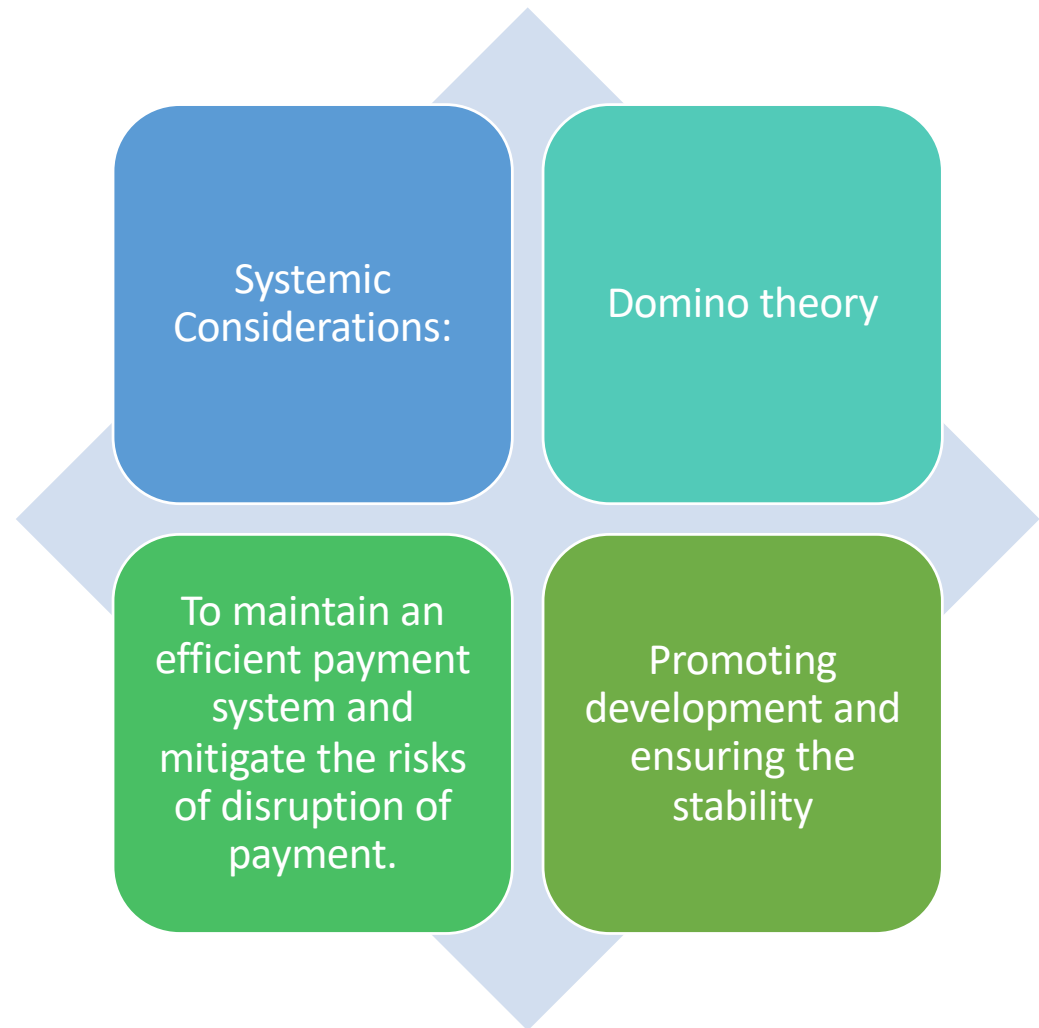 Systemic
Considerations:
Domino theory
To maintain an
efficient payment
system and
mitigate the risks
of disruption of
payment.
Promoting
development and
ensuring the
stability